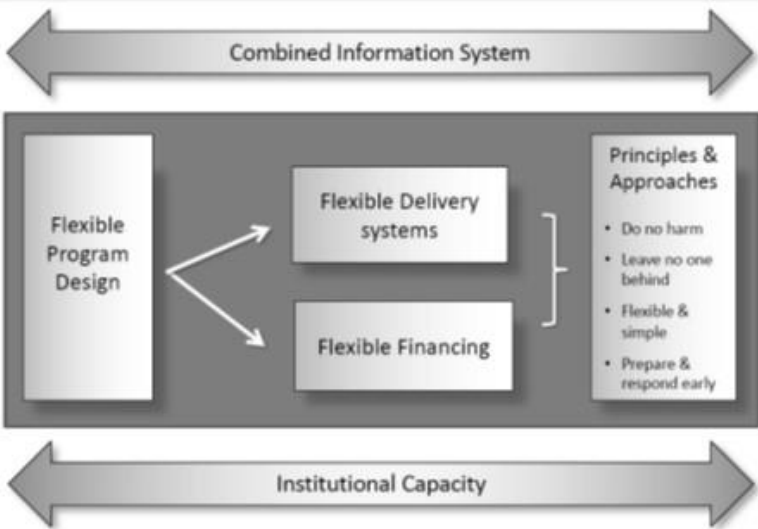 Combined Information System
Flexible
Program
Design
Flexible Delivery
systems
Flexible Financing
Principles &
Approaches
• Do no harm
• Leave no one
behind
• Flexible &
simple
• Prepare &
respond early
Institutional Capacity